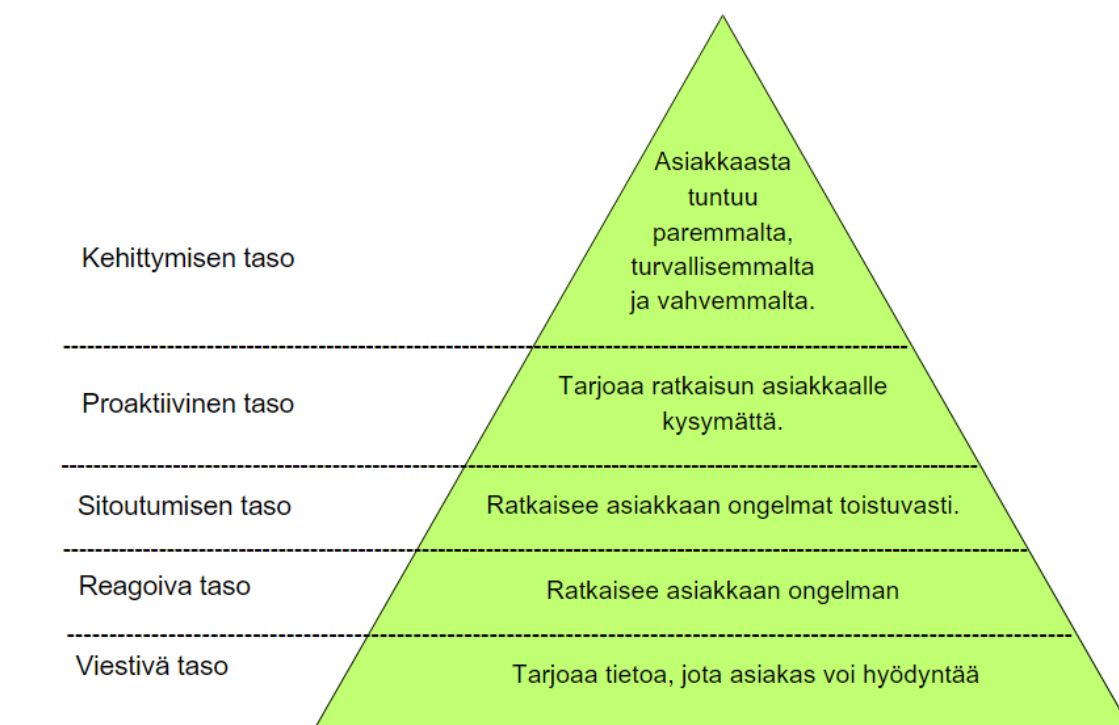 Asiakkaasta
tuntuu
paremmalta,
turvallisemmalta
ja vahvemmalta.
Kehittymisen taso
Tarjoaa ratkaisun asiakkaalle
kysymättä.
Proaktiivinen taso
Sitoutumisen taso
Ratkaisee asiakkaan ongelmat toistuvasti.
Reagoiva taso
Ratkaisee asiakkaan ongelman
Viestivä taso
Tarjoaa tietoa, jota asiakas voi hyödyntää